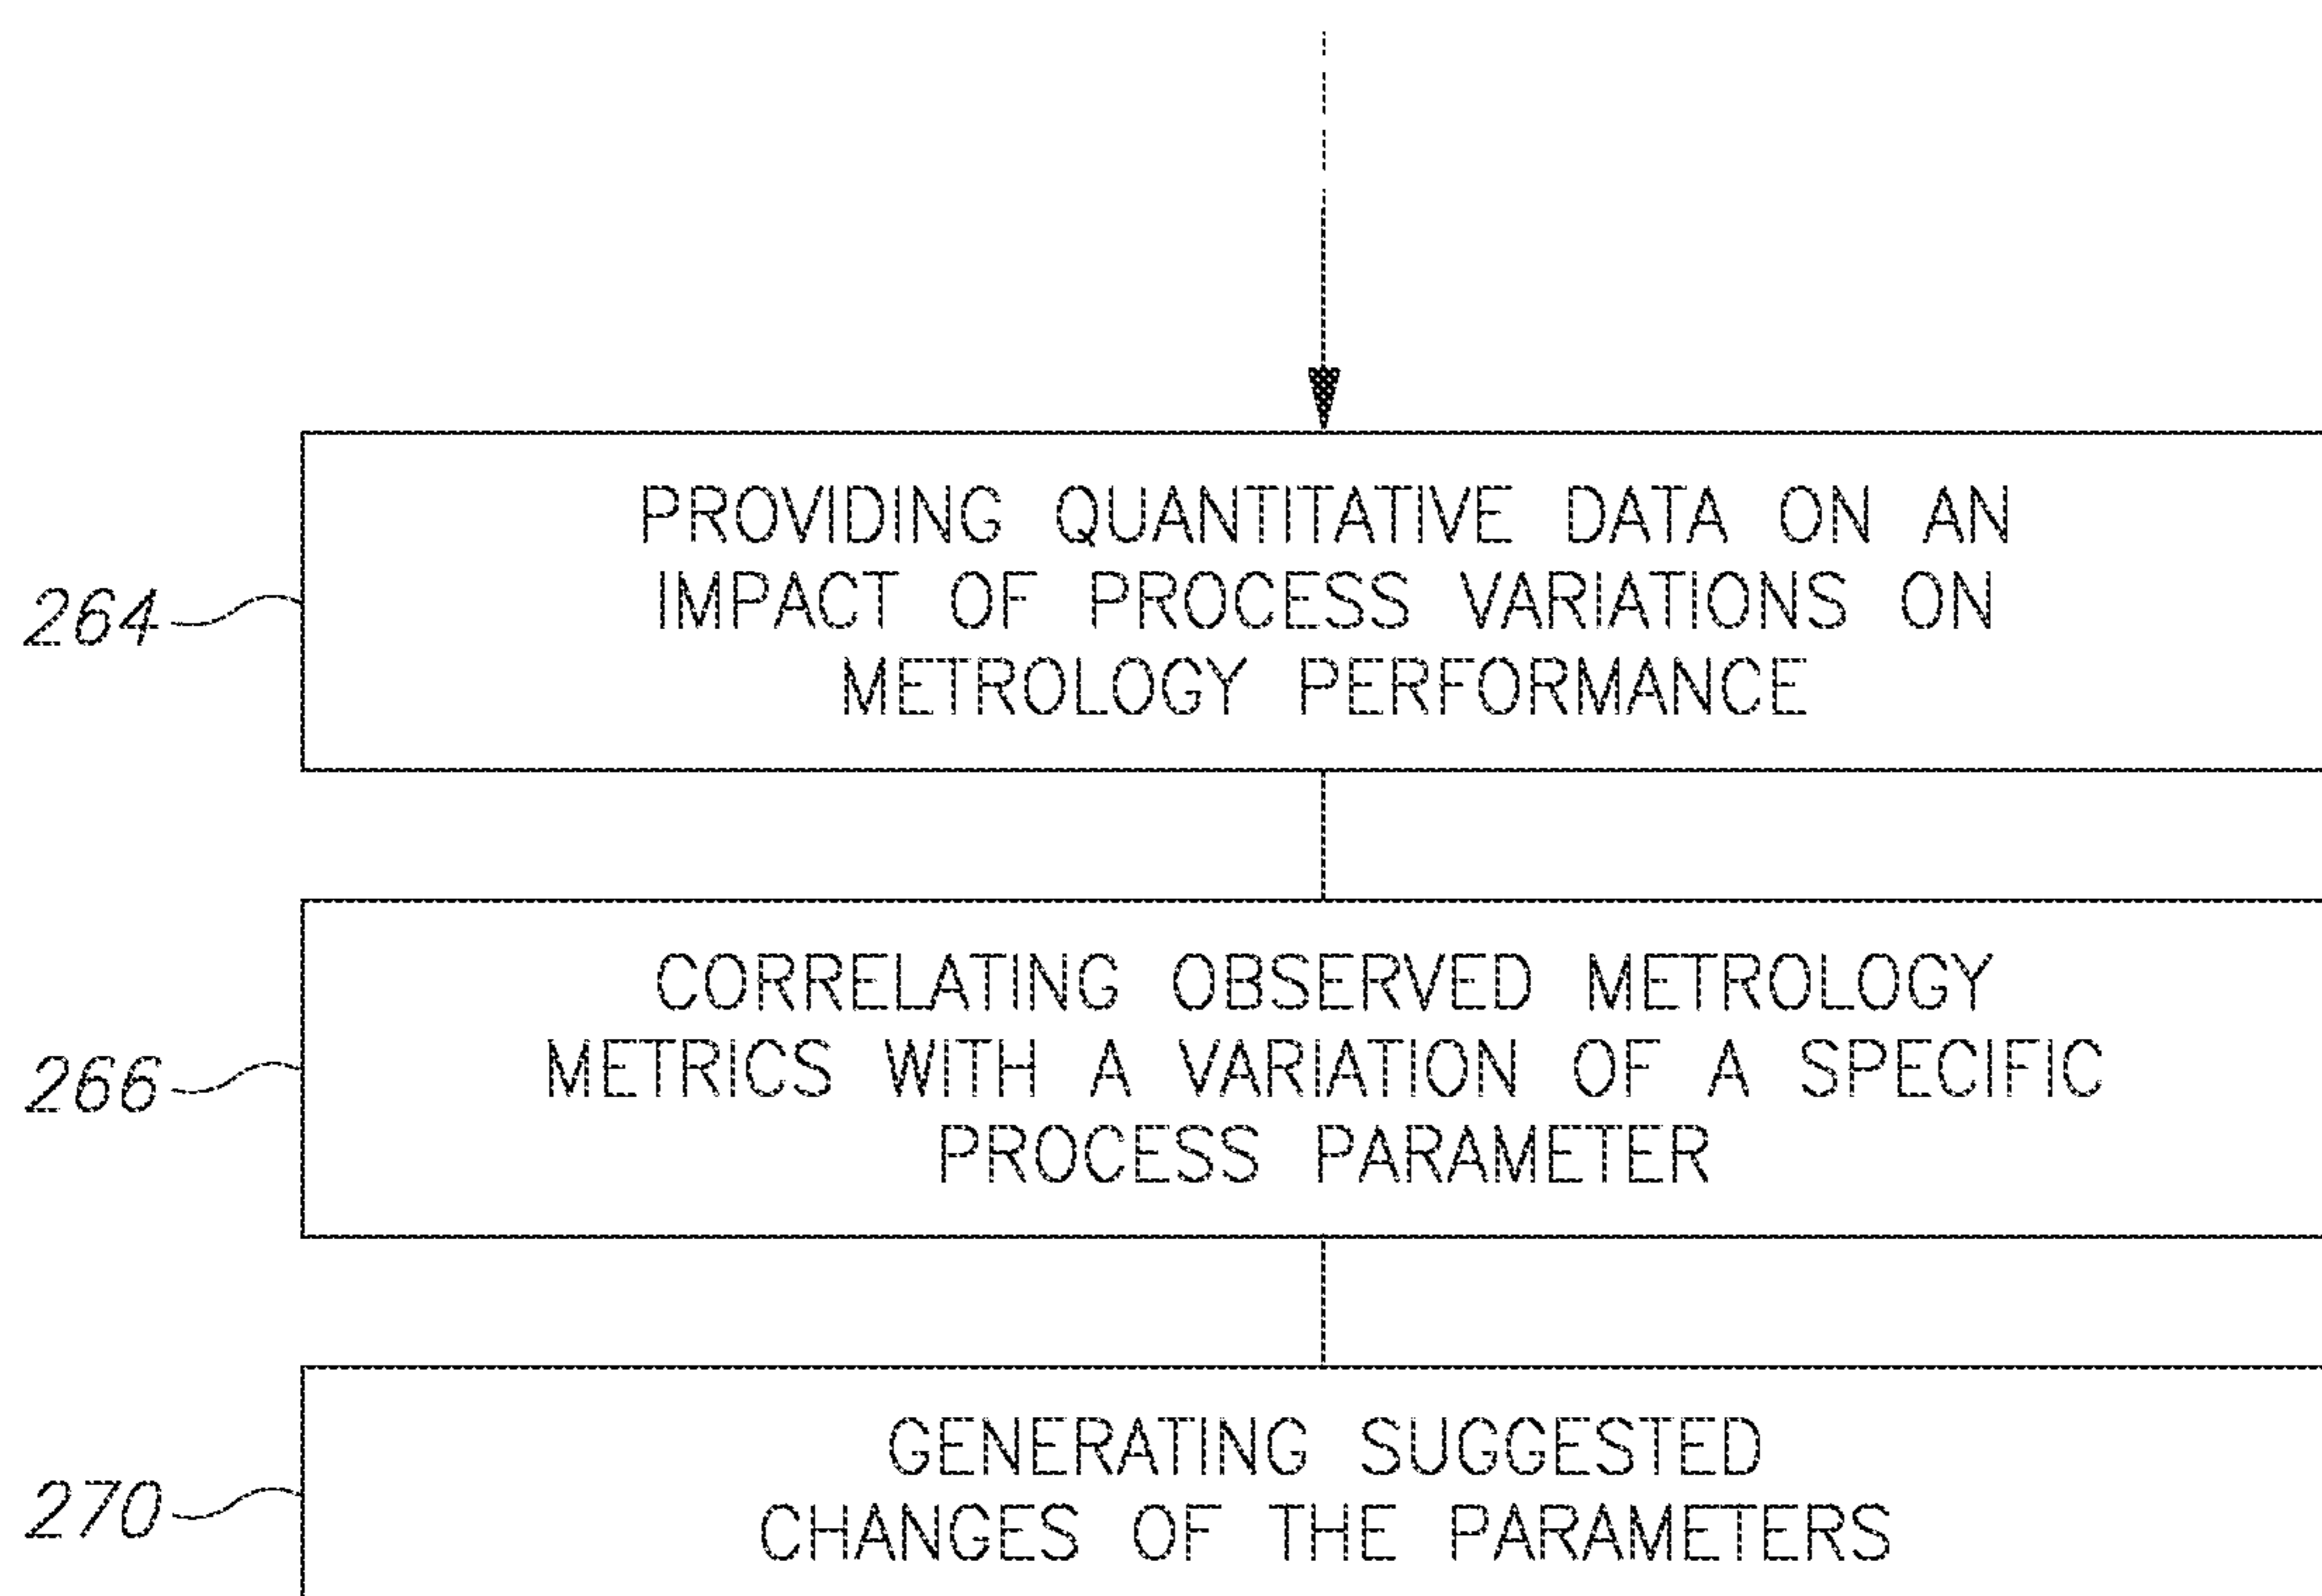 PROVIDING QUANTITATIVE DATA ON AN
IMPACT OF PROCESS VARIATIONS ON
METROLOGY PERFORMANCE
264
CORRELATING OBSERVED METROLOGY
METRICS WITH A VARIATION OF A SPECIFIC
PROCESS PARAMETER
266
GENERATING SUGGESTED
CHANGES OF THE PARAMETERS
270